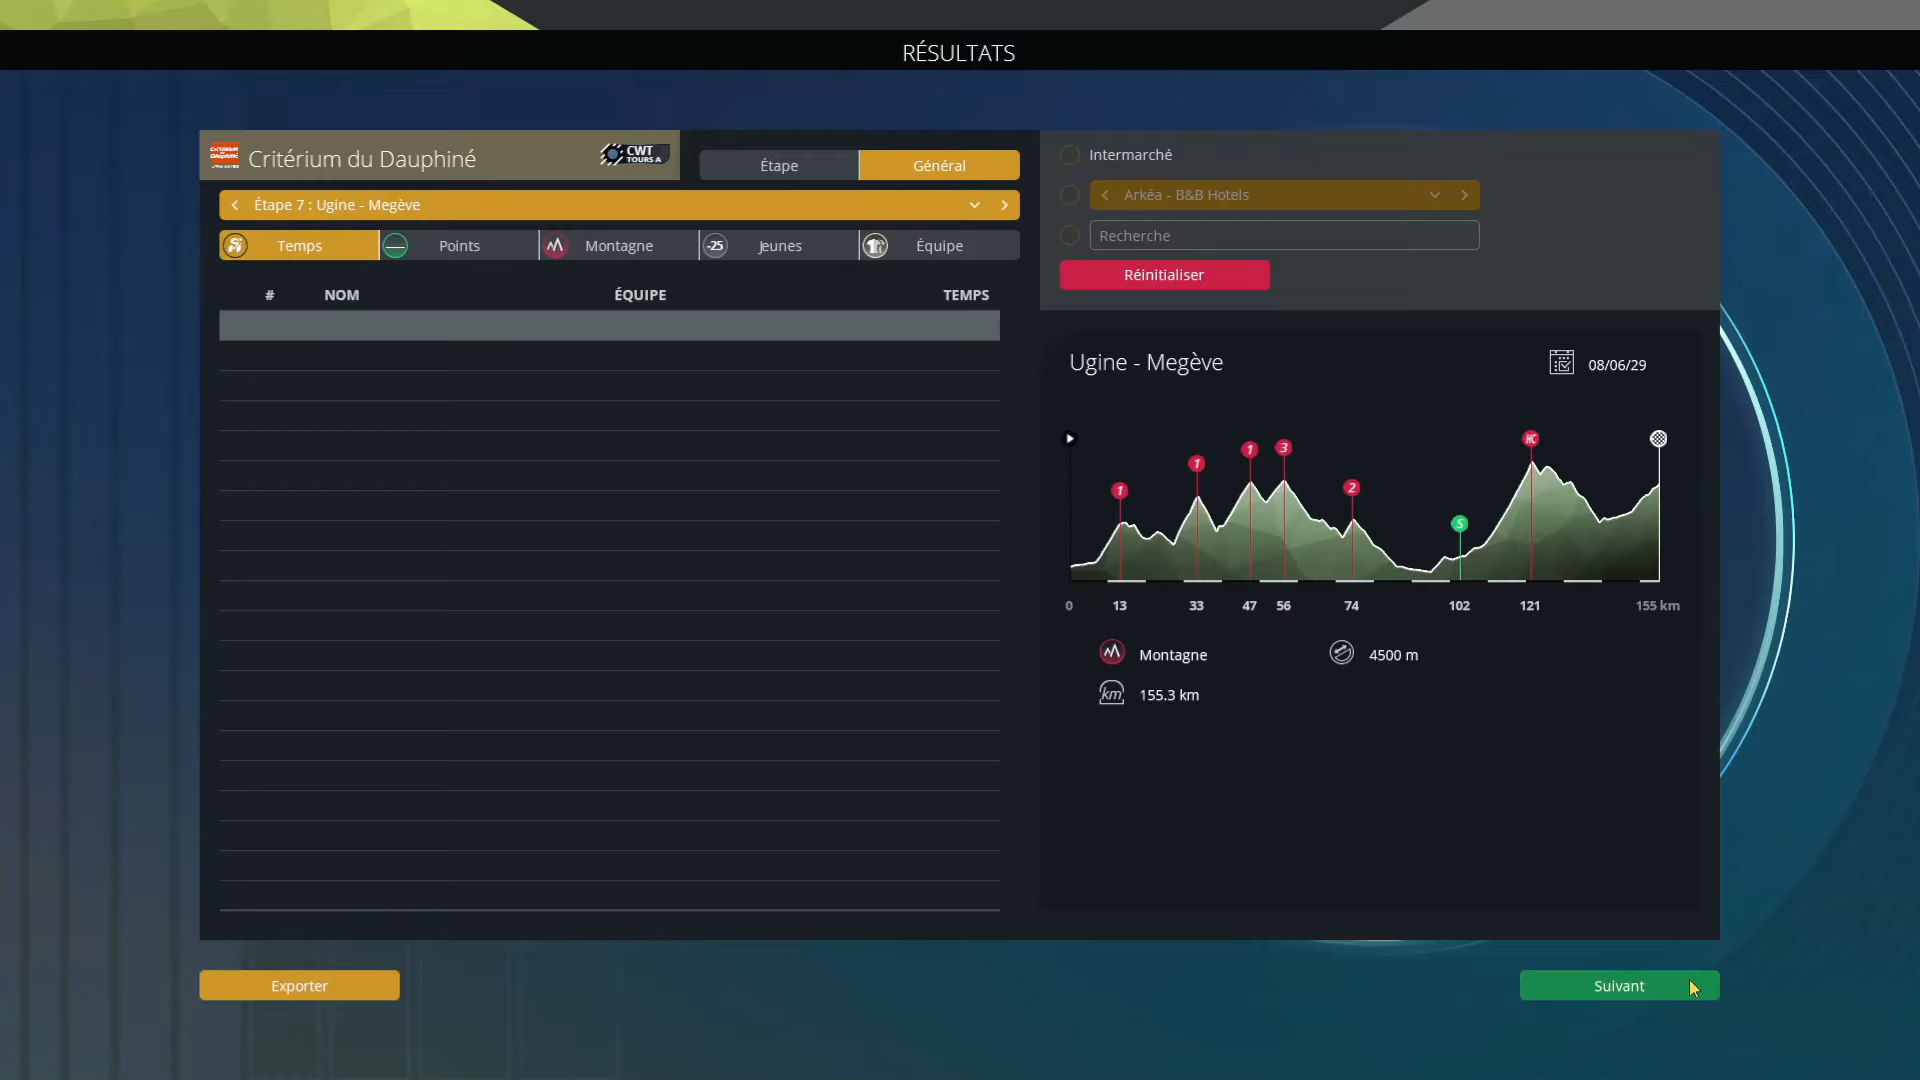 RÉSULTATS
Critérium du Dauphiné
CWT
TOURS A
Étape
Général
Étape 7 : Ugine - Megève
Temps
Points
Montagne
-25
Jeunes
Équipe
# NOM ÉQUIPE TEMPS
Intermarché
Arkéa - B&B Hotels
Recherche
Réinitialiser
Ugine - Megève
08/06/29
1 1 1 3 2 S HC
0 13 33 47 56 74 102 121 155 km
Montagne
4500 m
km 155.3 km
Exporter
Suivant